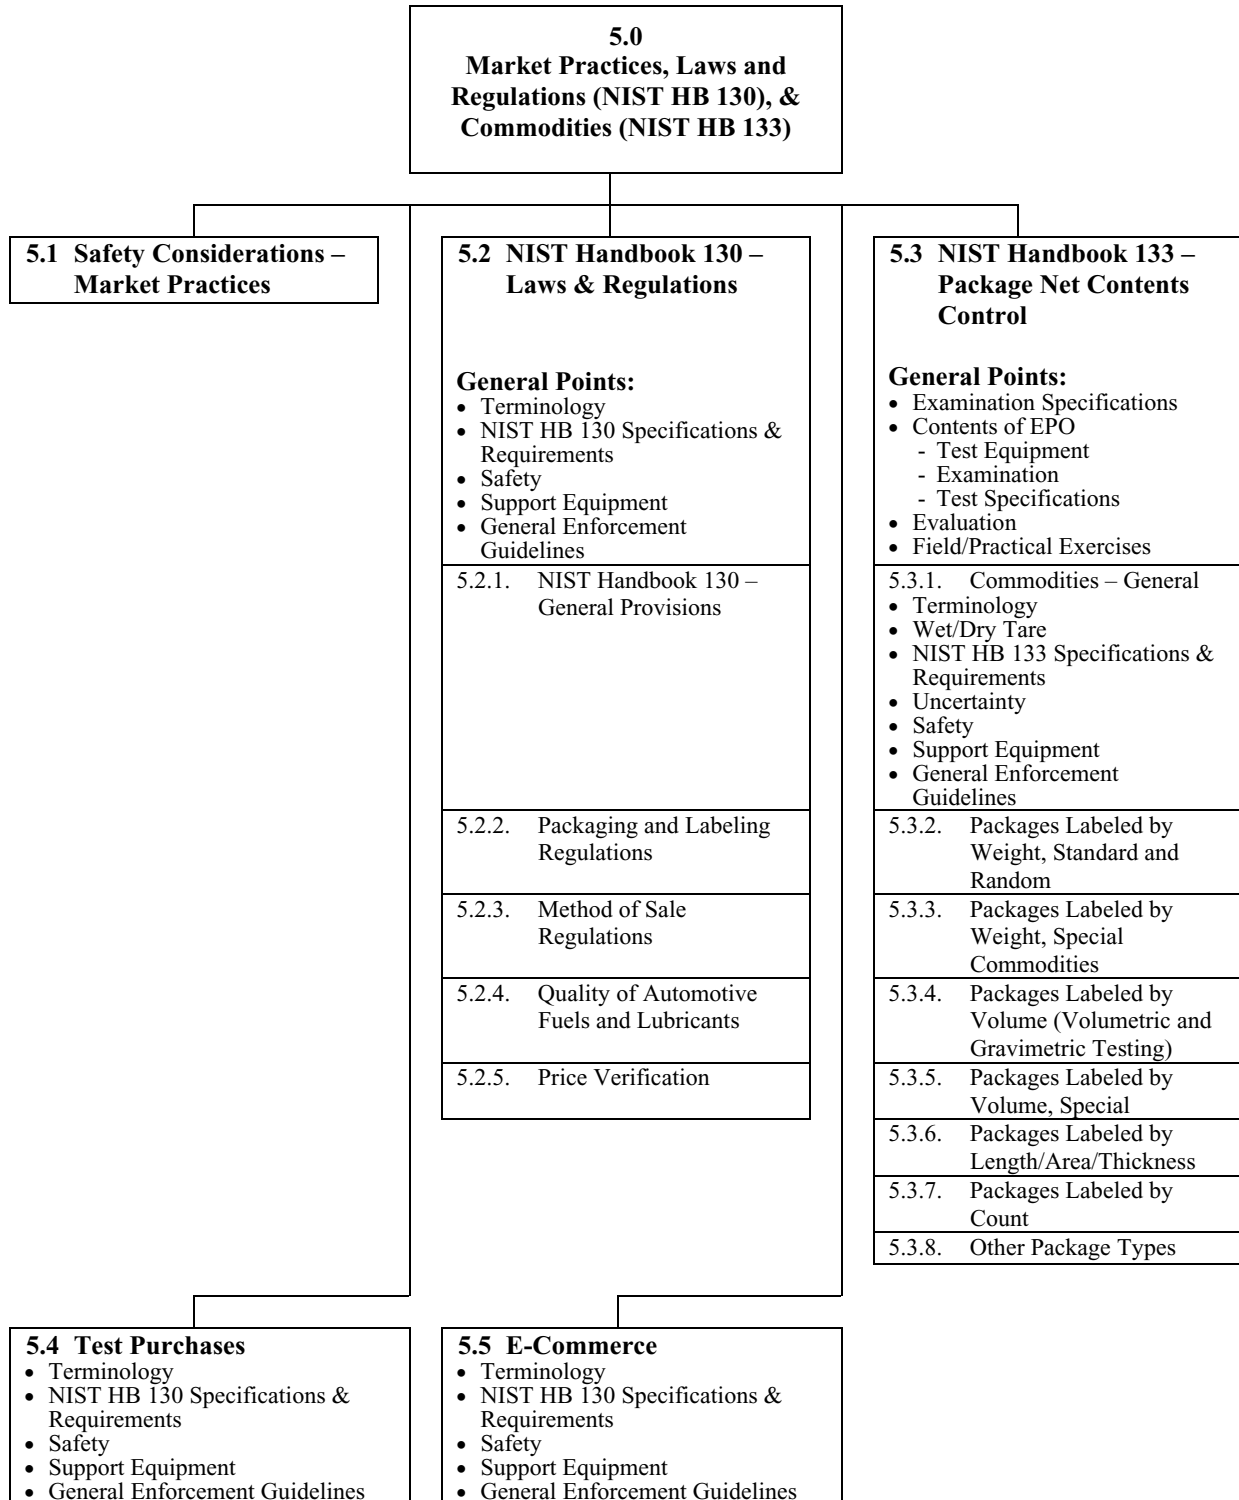 5.0
Market Practices, Laws and
Regulations (NIST HB 130), &
Commodities (NIST HB 133)
5.1 Safety Considerations –
Market Practices
5.2 NIST Handbook 130 –
Laws & Regulations
General Points:
• Terminology
• NIST HB 130 Specifications &
Requirements
• Safety
• Support Equipment
• General Enforcement
Guidelines
5.2.1. NIST Handbook 130 –
General Provisions
5.2.2. Packaging and Labeling
Regulations
5.2.3. Method of Sale
Regulations
5.2.4. Quality of Automotive
Fuels and Lubricants
5.2.5. Price Verification
5.3 NIST Handbook 133 –
Package Net Contents
Control
General Points:
• Examination Specifications
• Contents of EPO
- Test Equipment
- Examination
- Test Specifications
• Evaluation
• Field/Practical Exercises
5.3.1. Commodities – General
• Terminology
• Wet/Dry Tare
• NIST HB 133 Specifications &
Requirements
• Uncertainty
• Safety
• Support Equipment
• General Enforcement
Guidelines
5.3.2. Packages Labeled by
Weight, Standard and
Random
5.3.3. Packages Labeled by
Weight, Special
Commodities
5.3.4. Packages Labeled by
Volume (Volumetric and
Gravimetric Testing)
5.3.5. Packages Labeled by
Volume, Special
5.3.6. Packages Labeled by
Length/Area/Thickness
5.3.7. Packages Labeled by
Count
5.3.8. Other Package Types
5.4 Test Purchases
• Terminology
• NIST HB 130 Specifications &
Requirements
• Safety
• Support Equipment
• General Enforcement Guidelines
5.5 E-Commerce
• Terminology
• NIST HB 130 Specifications &
Requirements
• Safety
• Support Equipment
• General Enforcement Guidelines